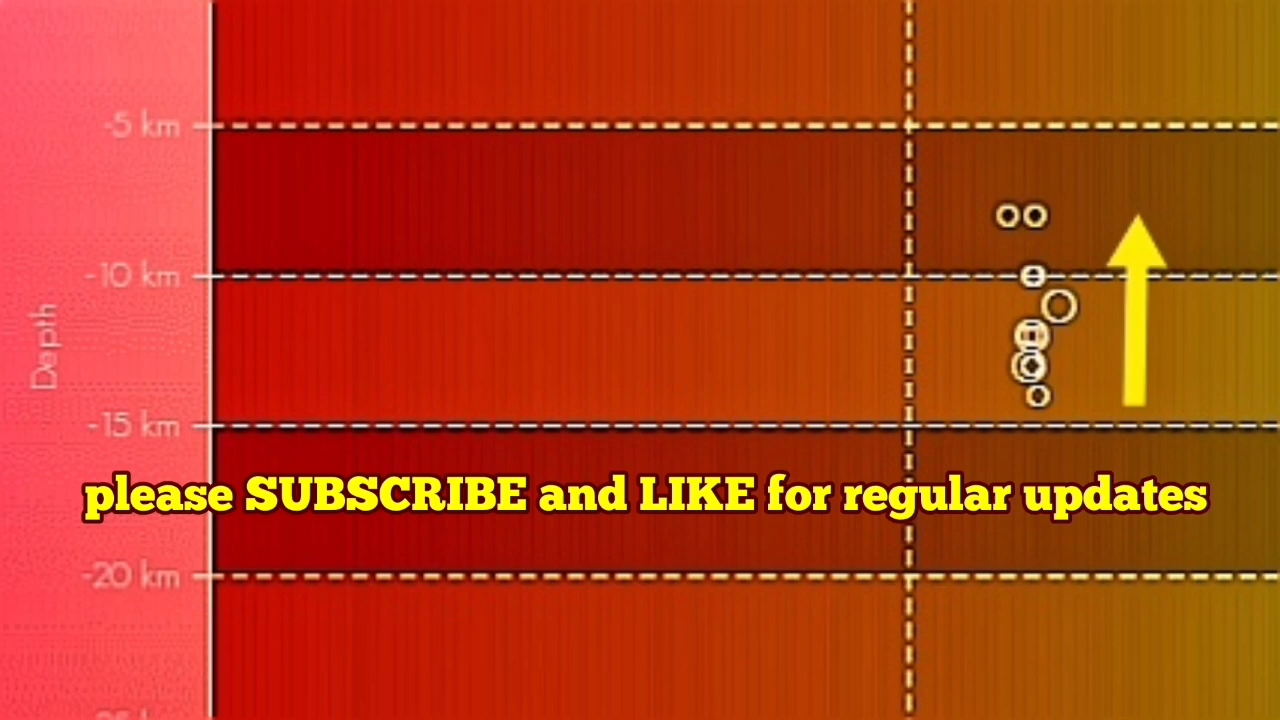 -5 km
-10 km
Depth
-15 km
please SUBSCRIBE and LIKE for regular updates
-20 km